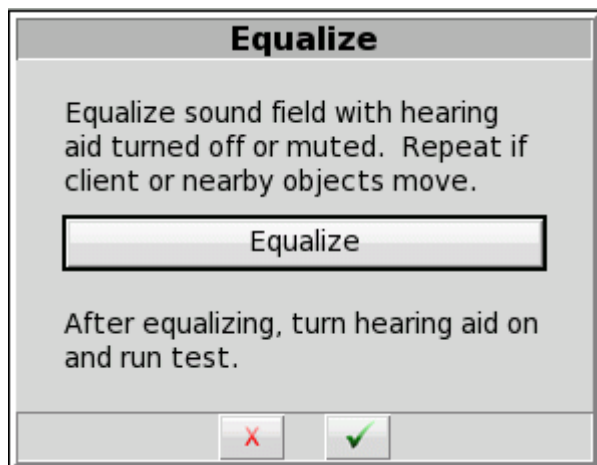 Equalize
Equalize sound field with hearing
aid turned off or muted.  Repeat if
client or nearby objects move.
Equalize
After equalizing, turn hearing aid on
and run test.